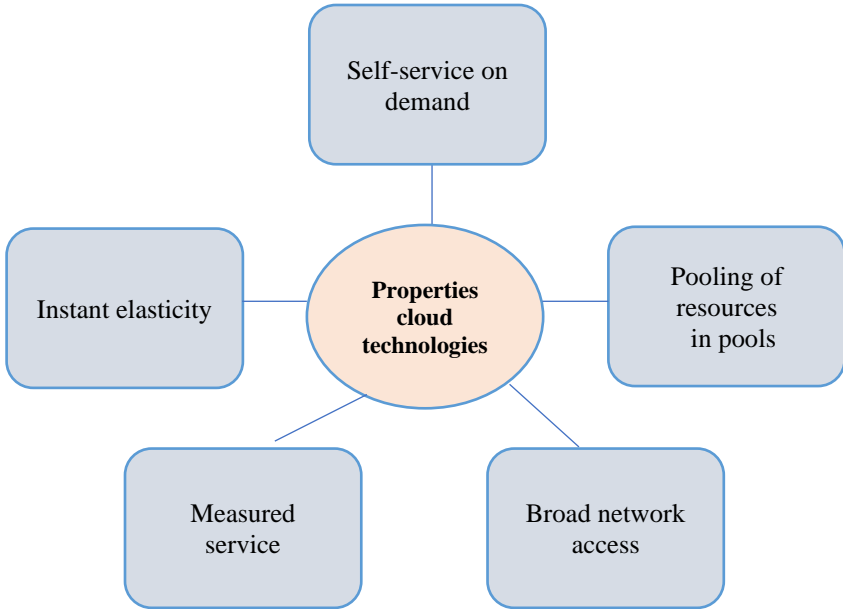 Self-service on
demand
Instant elasticity
Properties
cloud
technologies
Pooling of
resources
in pools
Measured
service
Broad network
access